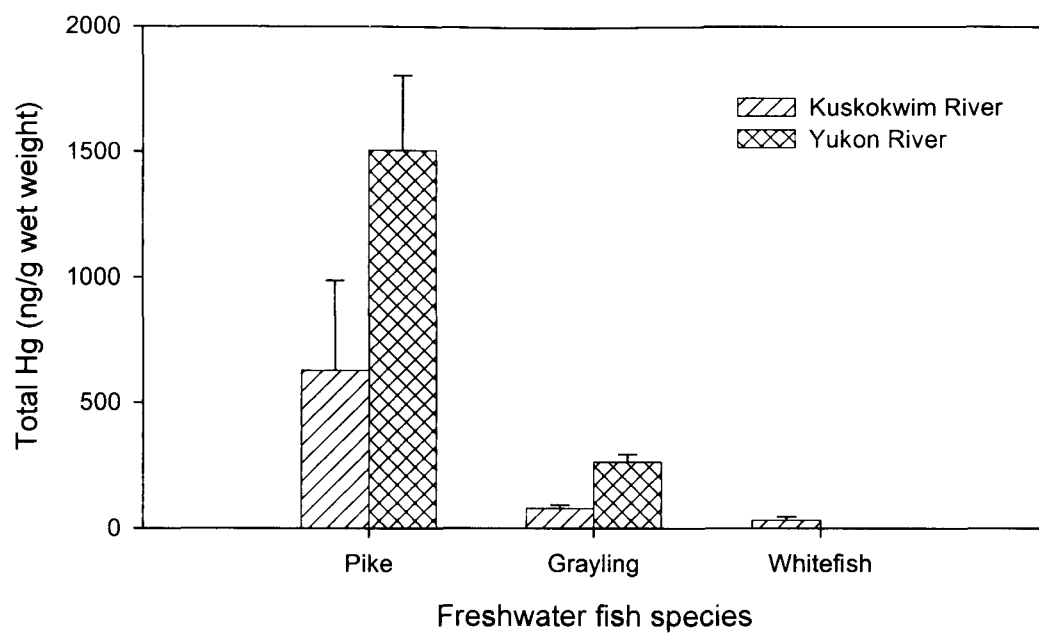 Total Hg (ng/g wet weight)
2000
1500
1000
500
0
Kuskokwim River
Yukon River
Pike Grayling Whitefish
Freshwater fish species